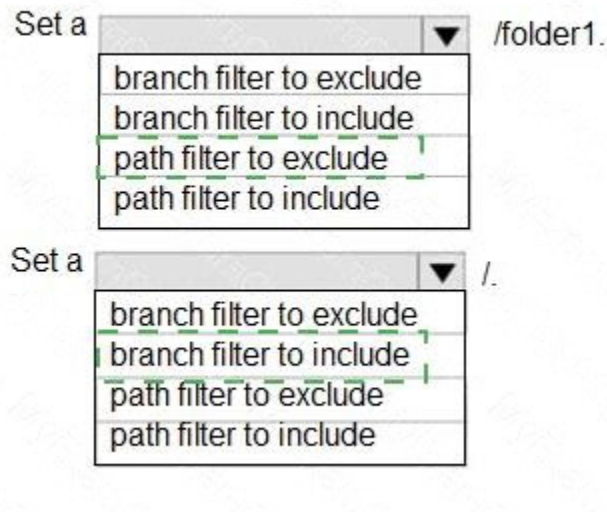 Set a /folder1.
branch filter to exclude
branch filter to include
path filter to exclude
path filter to include
Set a /.
branch filter to exclude
branch filter to include
path filter to exclude
path filter to include